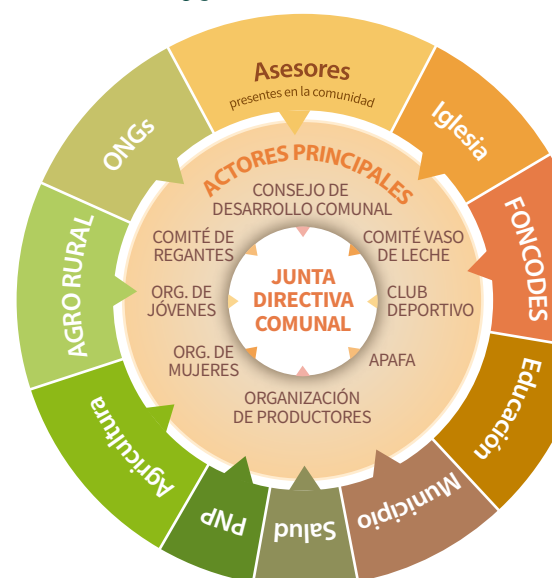 Asesores
presentes en la comunidad
Iglesia
FONCODES
Educación
Municipio
Salud
PNP
Agricultura
AGRO RURAL
ONGs
ACTORES PRINCIPALES
CONSEJO DE
DESARROLLO COMUNAL
COMITÉ VASO
DE LECHE
CLUB
DEPORTIVO
APAFA
ORGANIZACIÓN
DE PRODUCTORES
ORG. DE
MUJERES
ORG. DE
JÓVENES
COMITÉ DE
REGANTES
JUNTA
DIRECTIVA
COMUNAL